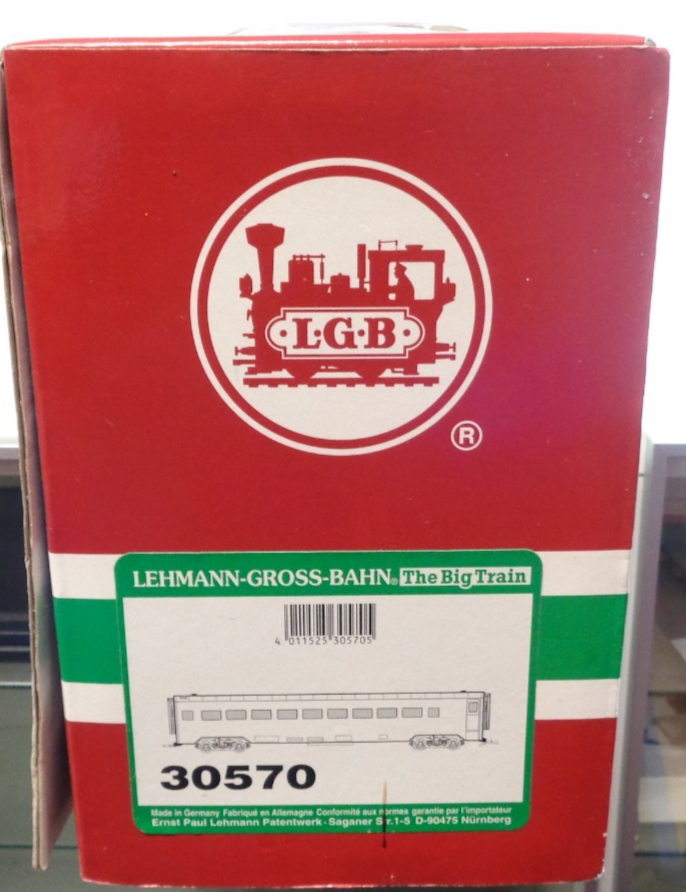 L·G·B
®
LEHMANN-GROSS-BAHN® The Big Train
4 011525 305705
30570
Made in Germany Fabriqué en Allemagne Conformité aux normes garantie par l'importateur
Ernst Paul Lehmann Patentwerk · Saganer Str.1-5 D-90475 Nürnberg